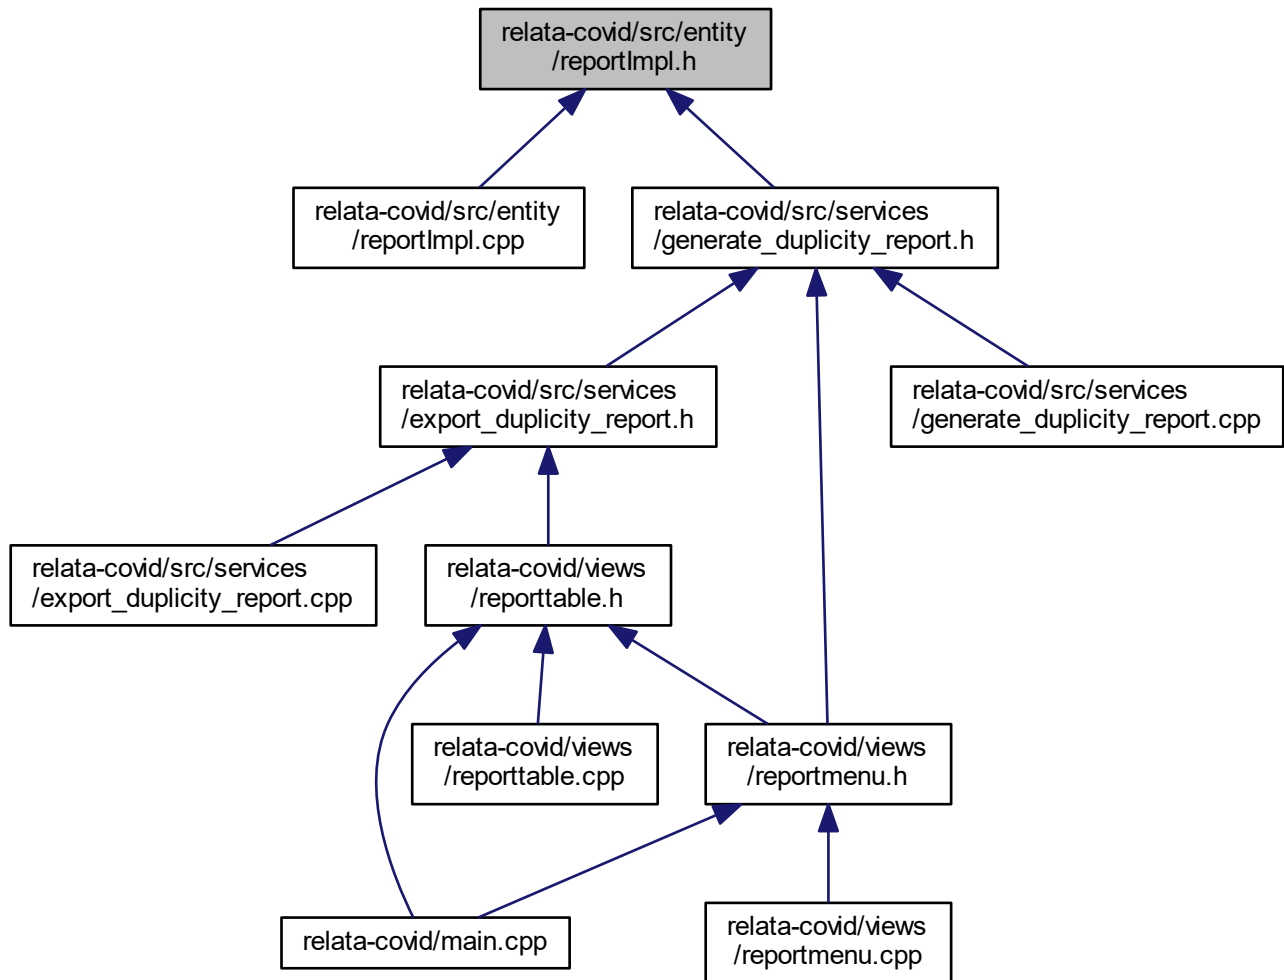 relata-covid/src/entity
/reportImpl.h
relata-covid/src/entity
/reportImpl.cpp
relata-covid/src/services
/generate_duplicity_report.h
relata-covid/src/services
/export_duplicity_report.h
relata-covid/src/services
/generate_duplicity_report.cpp
relata-covid/src/services
/export_duplicity_report.cpp
relata-covid/views
/reporttable.h
relata-covid/views
/reporttable.cpp
relata-covid/views
/reportmenu.h
relata-covid/main.cpp
relata-covid/views
/reportmenu.cpp